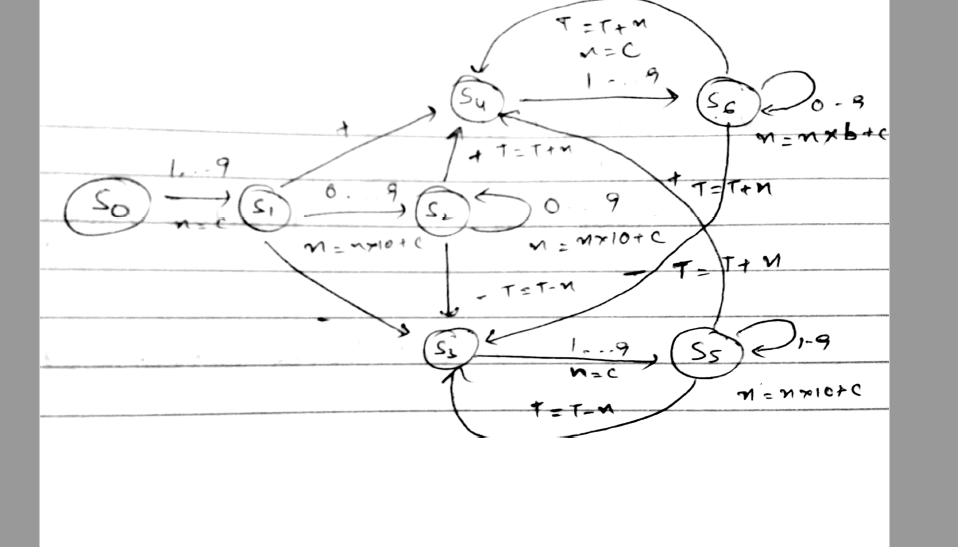 T = T + n
n = C
1 - .. 9
S4
S6
0 - 9
n = n x b + c
+
+ T = T + n
1. .. 9
S0
n = c
S1
0. . 9
n = n x 10 + c
S2
0 9
n = n x 10 + c
+ T = T + n
- T = T + n
- T = T - n
-
S3
1. .. 9
n = c
S5
1-9
n = n x 10 + c
T = T - n